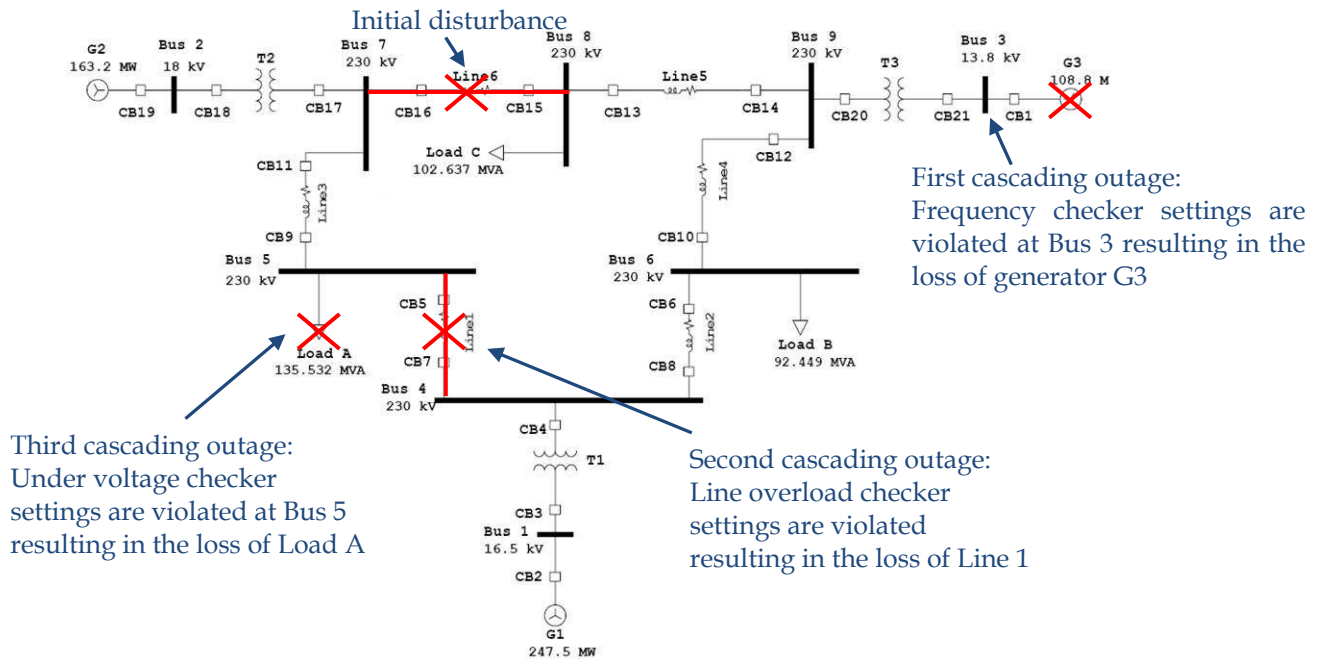 Initial disturbance
G2
163.2 MW
Bus 2
18 kV
T2
Bus 7
230 kV
Line6
Bus 8
230 kV
Line5
Bus 9
230 kV
T3
Bus 3
13.8 kV
G3
108.8 M
CB19
CB18
CB17
CB16
CB15
CB13
CB14
CB20
CB21
CB1
CB11
Load C
102.637 MVA
CB12
Line3
Line4
First cascading outage:
Frequency checker settings are
violated at Bus 3 resulting in the
loss of generator G3
CB9
CB10
Bus 5
230 kV
Bus 6
230 kV
CB5
Line1
CB6
Line2
Load A
135.532 MVA
CB7
CB8
Load B
92.449 MVA
Bus 4
230 kV
Third cascading outage:
Under voltage checker
settings are violated at Bus 5
resulting in the loss of Load A
CB4
T1
Second cascading outage:
Line overload checker
settings are violated
resulting in the loss of Line 1
CB3
Bus 1
16.5 kV
CB2
G1
247.5 MW